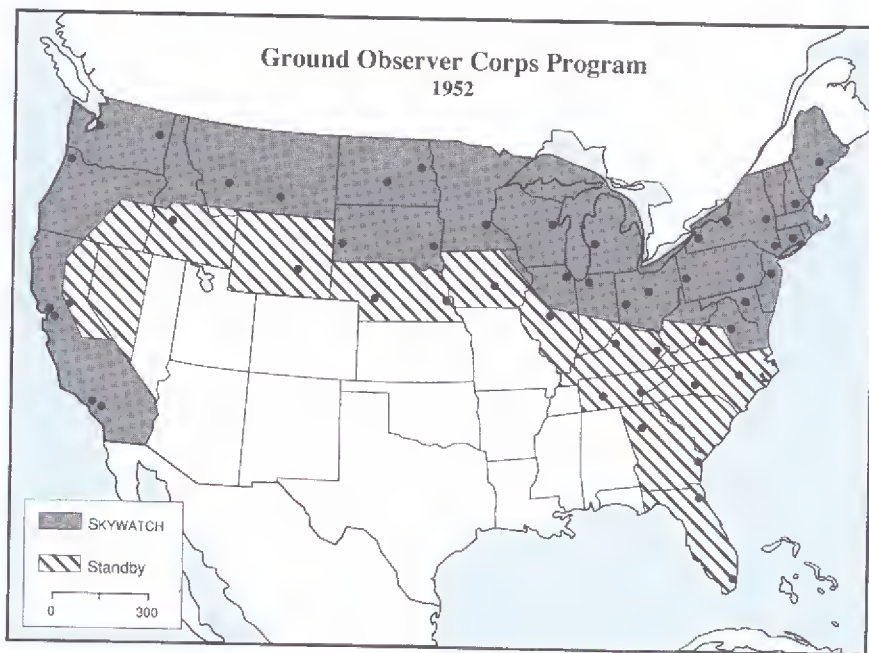 Ground Observer Corps Program
1952
SKYWATCH
Standby
0 300